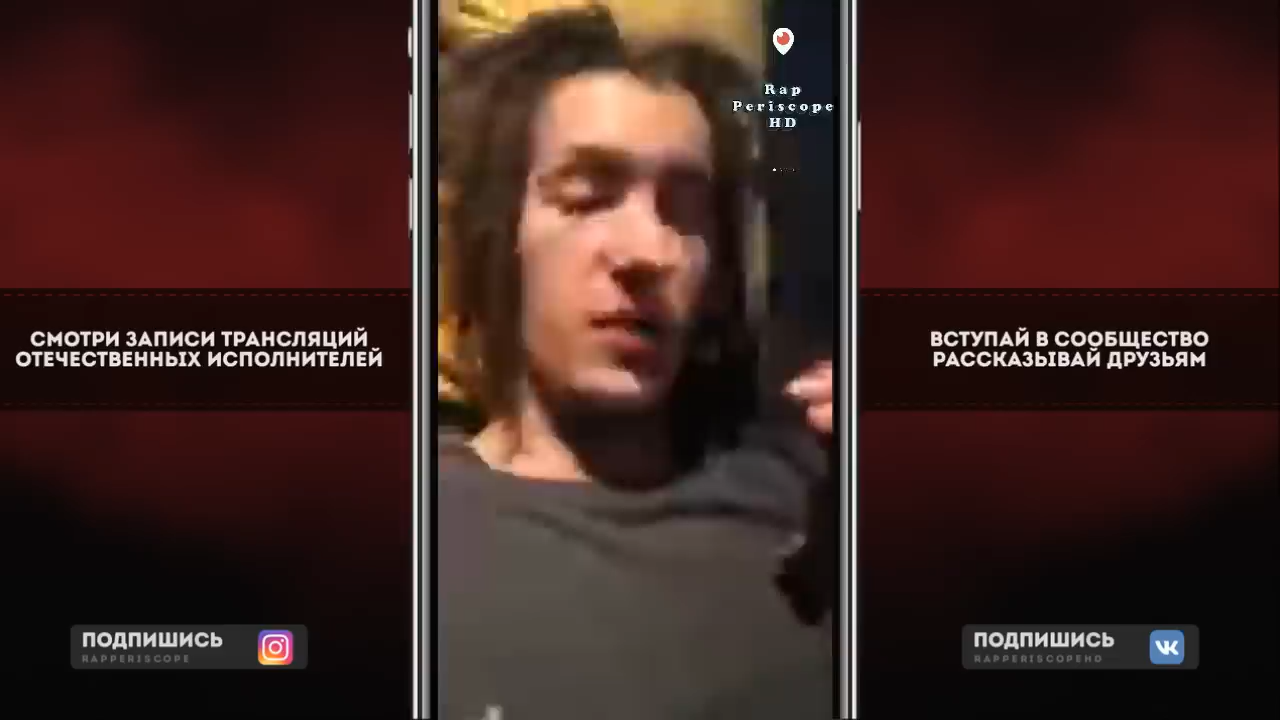 Rap
Periscope
HD
СМОТРИ ЗАПИСИ ТРАНСЛЯЦИЙ
ОТЕЧЕСТВЕННЫХ ИСПОЛНИТЕЛЕЙ
ВСТУПАЙ В СООБЩЕСТВО
РАССКАЗЫВАЙ ДРУЗЬЯМ
ПОДПИШИСЬ
RAPPERISCOPE
ПОДПИШИСЬ
RAPPERISCOPEHD